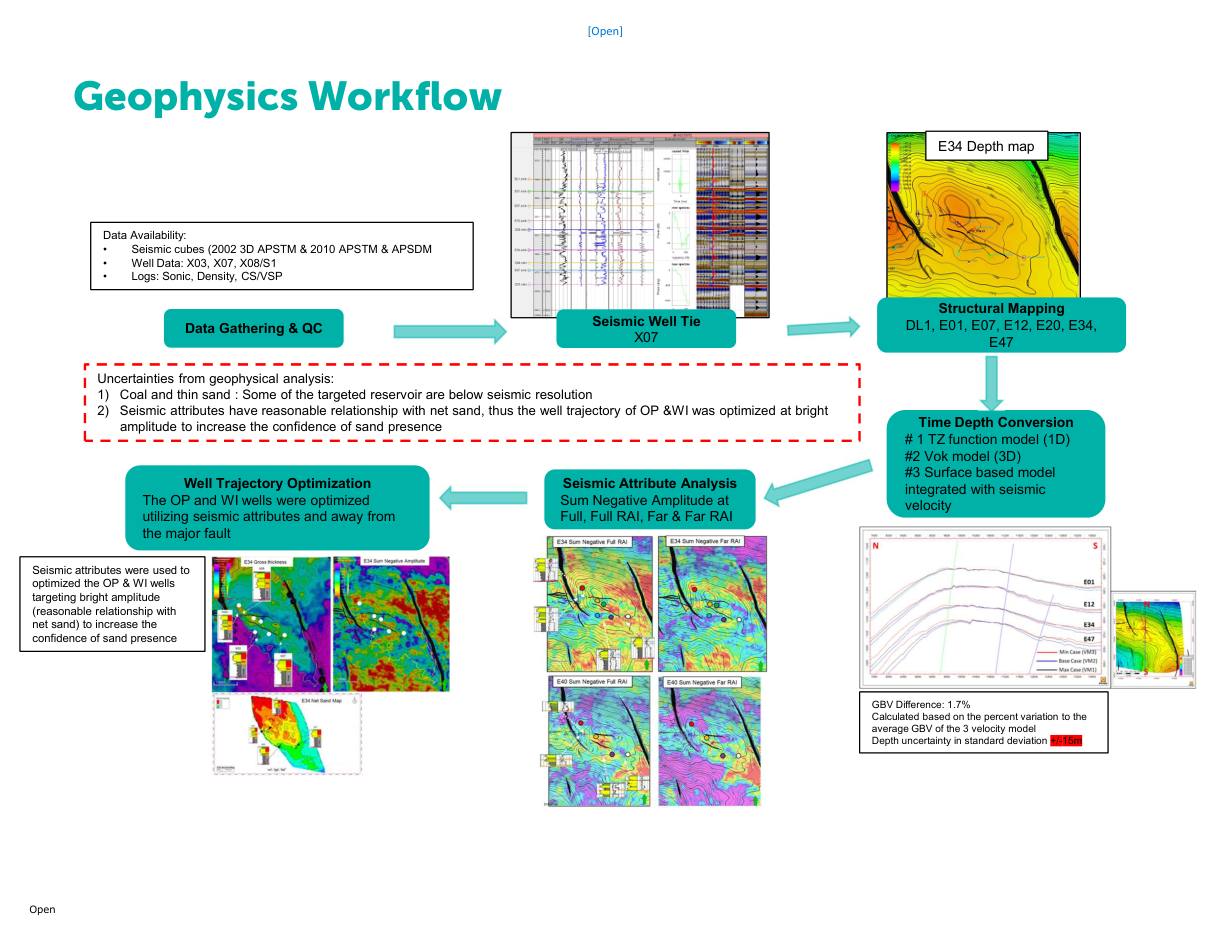 [Open]
Geophysics Workflow
E34 Depth map
Data Availability:
• Seismic cubes (2002 3D APSTM & 2010 APSTM & APSDM
• Well Data: X03, X07, X08/S1
• Logs: Sonic, Density, CS/VSP
Data Gathering & QC
Seismic Well Tie
X07
Structural Mapping
DL1, E01, E07, E12, E20, E34,
E47
Uncertainties from geophysical analysis:
1) Coal and thin sand : Some of the targeted reservoir are below seismic resolution
2) Seismic attributes have reasonable relationship with net sand, thus the well trajectory of OP &WI was optimized at bright
amplitude to increase the confidence of sand presence
Time Depth Conversion
# 1 TZ function model (1D)
#2 Vok model (3D)
#3 Surface based model
integrated with seismic
velocity
Well Trajectory Optimization
The OP and WI wells were optimized
utilizing seismic attributes and away from
the major fault
Seismic Attribute Analysis
Sum Negative Amplitude at
Full, Full RAI, Far & Far RAI
Seismic attributes were used to
optimized the OP & WI wells
targeting bright amplitude
(reasonable relationship with
net sand) to increase the
confidence of sand presence
E34 Gross thickness
E34 Sum Negative Amplitude
E34 Net Sand Map
E34 Sum Negative Full RAI
E34 Sum Negative Far RAI
E40 Sum Negative Full RAI
E40 Sum Negative Far RAI
N
S
E01
E12
E34
E47
Min Case (VM3)
Base Case (VM2)
Max Case (VM1)
GBV Difference: 1.7%
Calculated based on the percent variation to the
average GBV of the 3 velocity model
Depth uncertainty in standard deviation +/-15m
Open